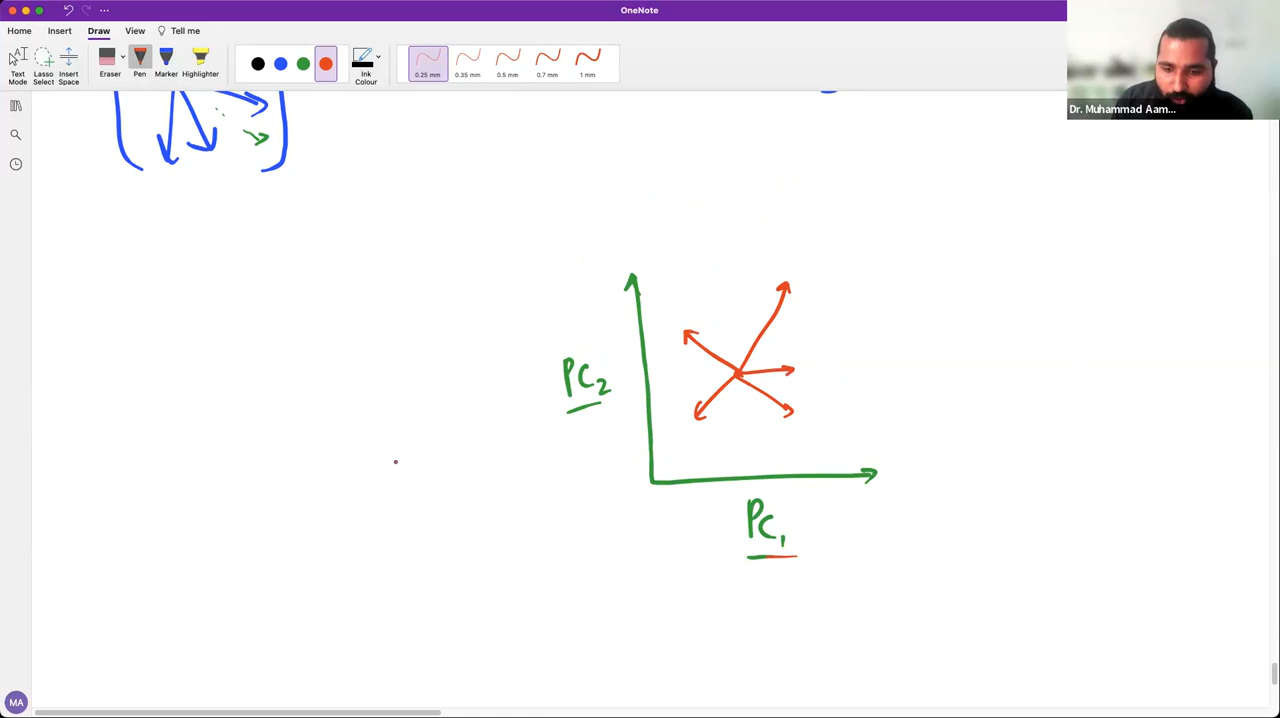 OneNote
Home Insert Draw View Tell me
Text Mode Lasso Select Insert Space Eraser Pen Marker Highlighter Ink Colour 0.25 mm 0.35 mm 0.5 mm 0.7 mm 1 mm
Dr. Muhammad Aam...
PC2
PC1
MA